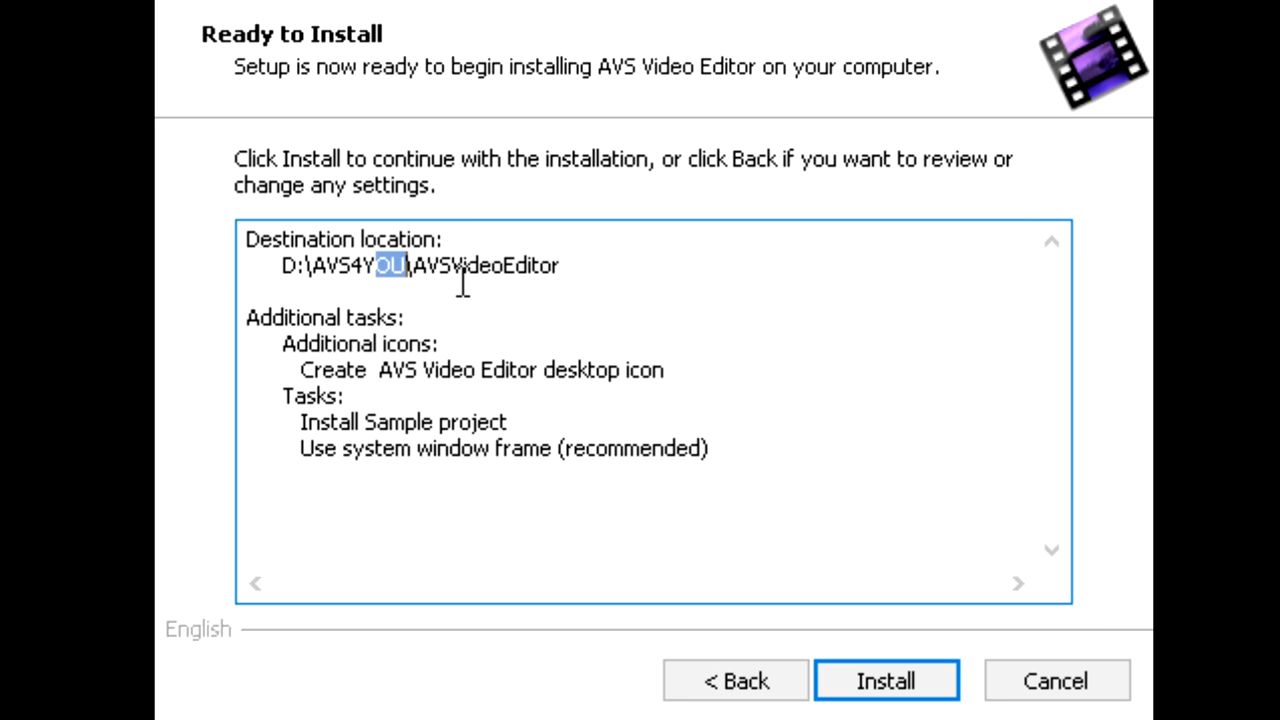 Ready to Install
Setup is now ready to begin installing AVS Video Editor on your computer.
Click Install to continue with the installation, or click Back if you want to review or
change any settings.
Destination location:
D:\AVS4YOU\AVSVideoEditor
Additional tasks:
Additional icons:
Create  AVS Video Editor desktop icon
Tasks:
Install Sample project
Use system window frame (recommended)
English
< Back
Install
Cancel